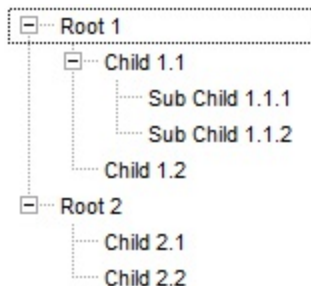 Root 1
Child 1.1
Sub Child 1.1.1
Sub Child 1.1.2
Child 1.2
Root 2
Child 2.1
Child 2.2